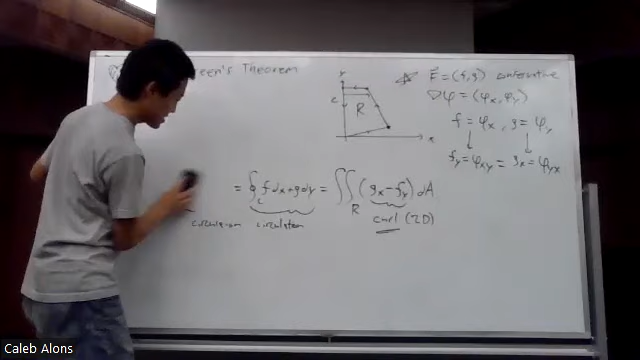 Theorem
y
C
R
x
F⃗ = (f, g) conservative
∇φ = (φx, φy)
f = φx, g = φy
fy = φxy = gx = φyx
= ∮C f dx + g dy = ∬R (gx − fy) dA
circulation circulation curl (2D)
Caleb Alons